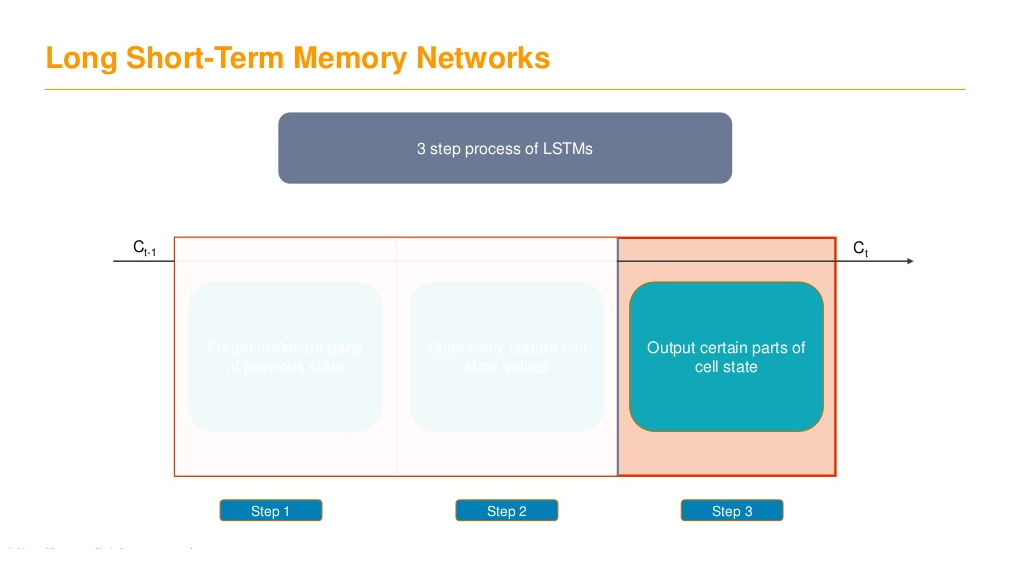 Long Short-Term Memory Networks
3 step process of LSTMs
Ct-1
Ct
Forget irrelevant parts
of previous state
Selectively update cell
state values
Output certain parts of
cell state
Step 1
Step 2
Step 3